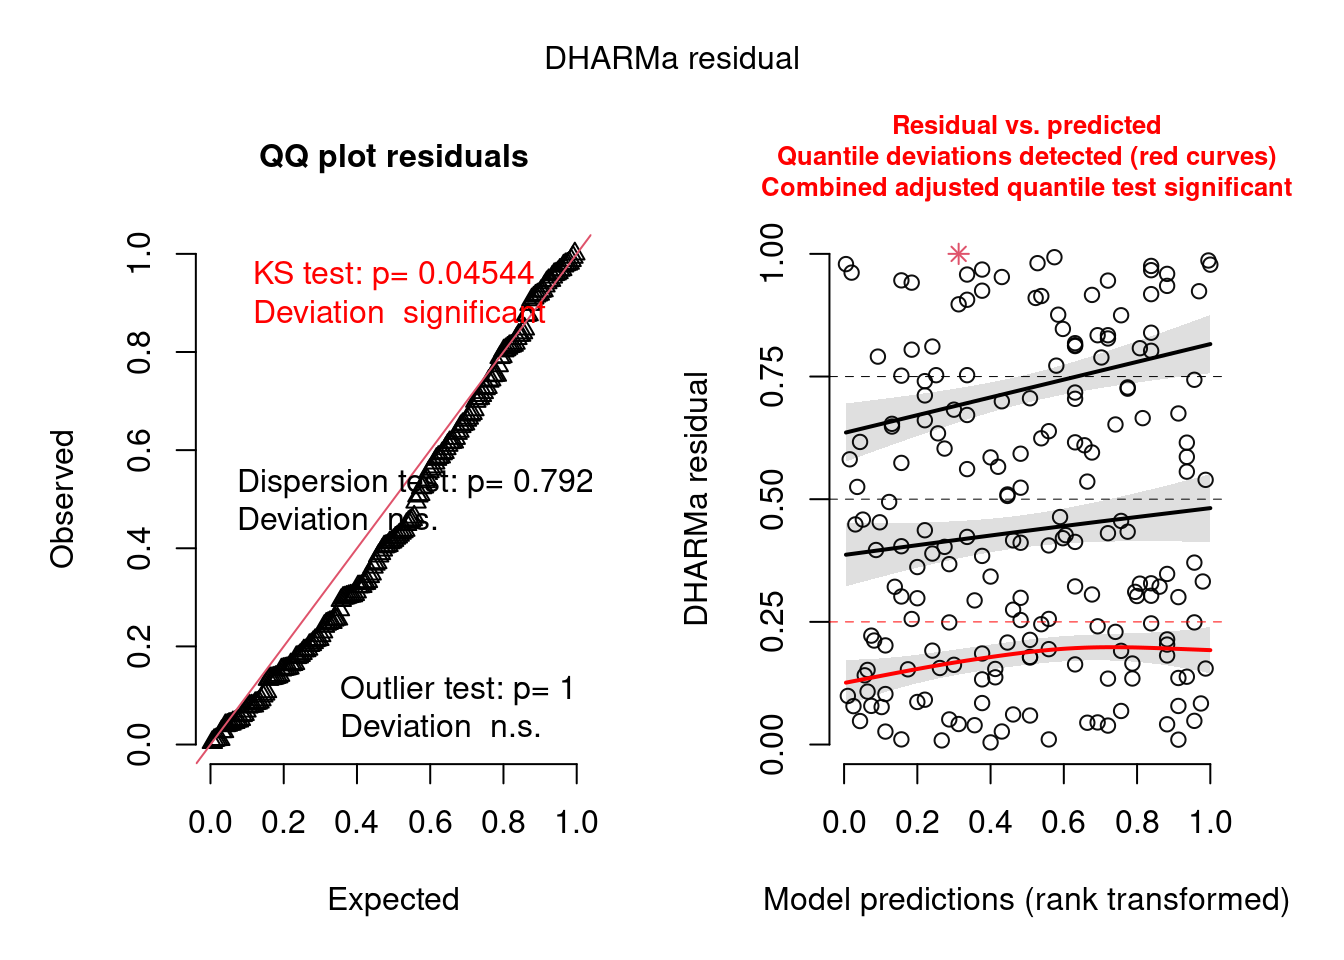 DHARMa residual
QQ plot residuals
KS test: p= 0.04544
Deviation  significant
Dispersion test: p= 0.792
Deviation  n.s.
Outlier test: p= 1
Deviation  n.s.
Observed
0.0 0.2 0.4 0.6 0.8 1.0
0.0 0.2 0.4 0.6 0.8 1.0
Expected
Residual vs. predicted
Quantile deviations detected (red curves)
Combined adjusted quantile test significant
DHARMa residual
0.00 0.25 0.50 0.75 1.00
0.0 0.2 0.4 0.6 0.8 1.0
Model predictions (rank transformed)